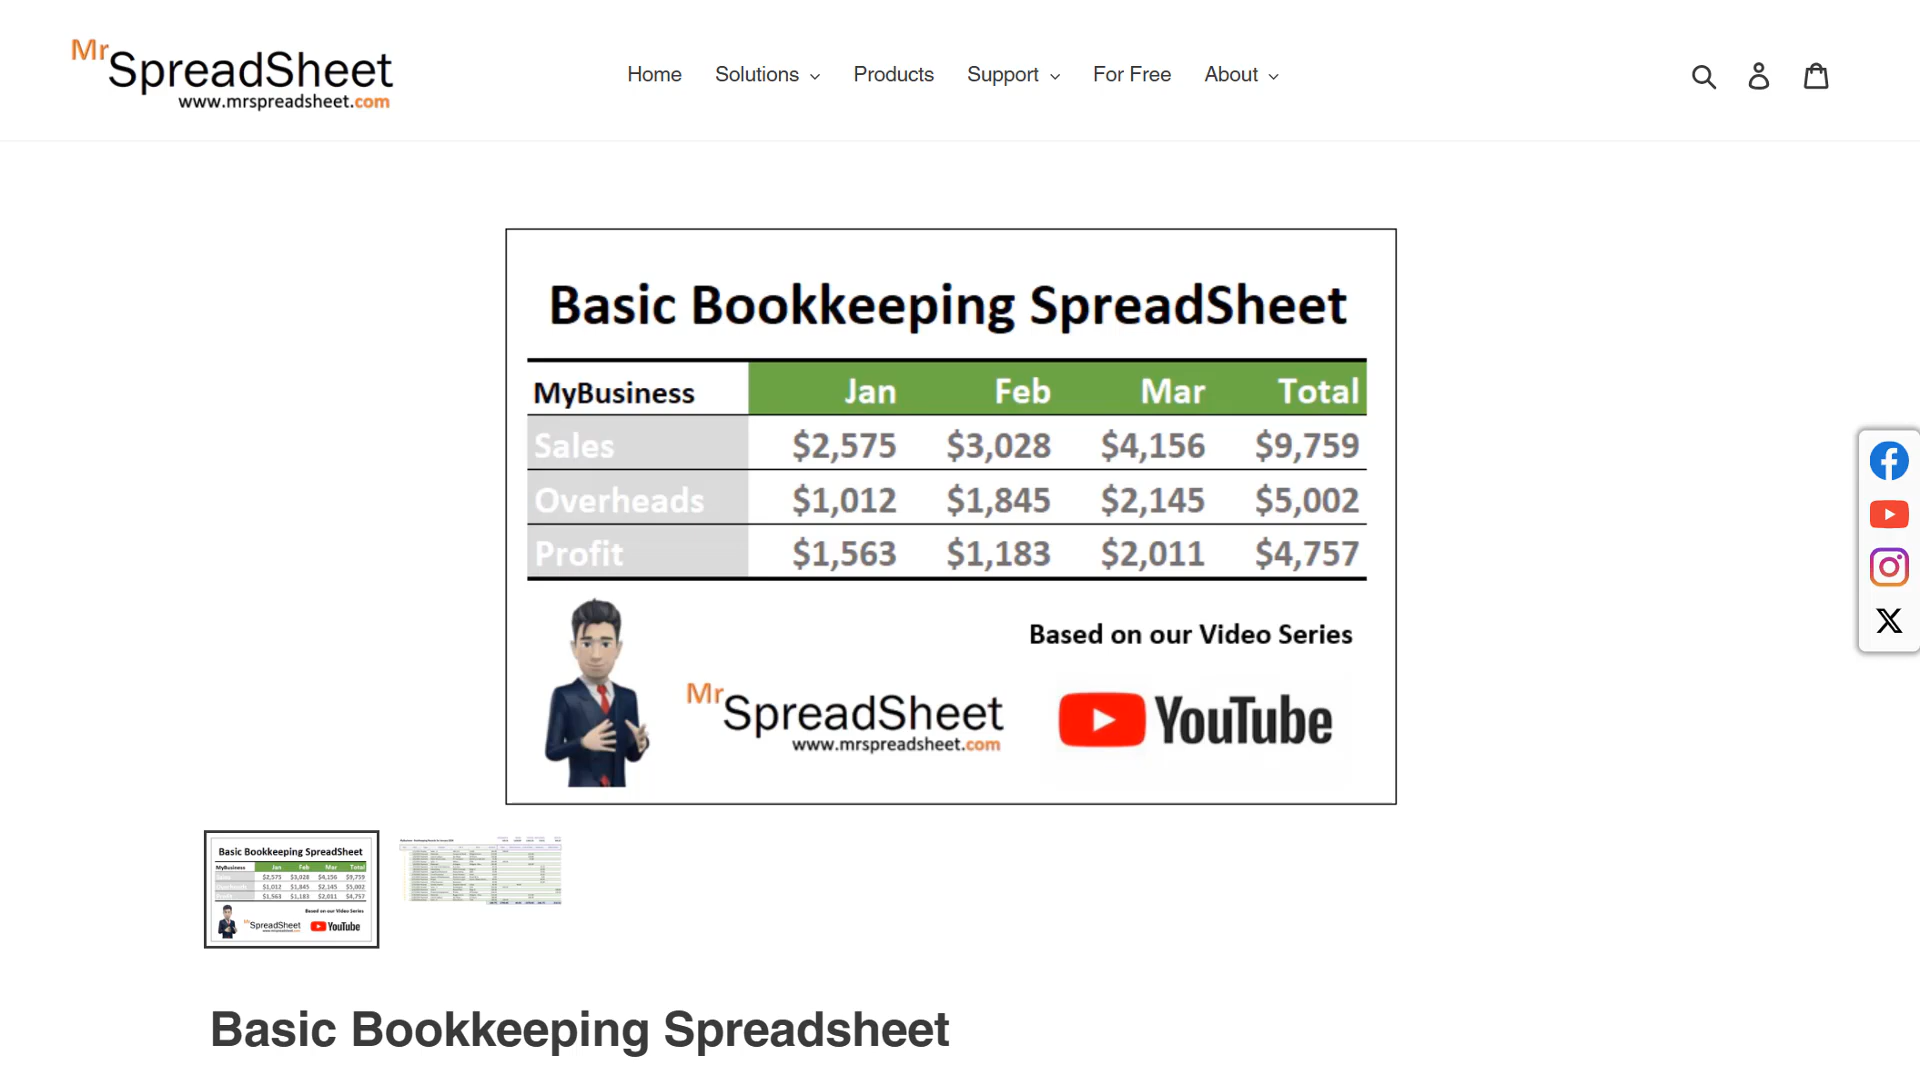 Mr SpreadSheet
www.mrspreadsheet.com
Home Solutions Products Support For Free About
Basic Bookkeeping SpreadSheet
MyBusiness Jan Feb Mar Total
Sales $2,575 $3,028 $4,156 $9,759
Overheads $1,012 $1,845 $2,145 $5,002
Profit $1,563 $1,183 $2,011 $4,757
Based on our Video Series
Mr SpreadSheet
www.mrspreadsheet.com
YouTube
Basic Bookkeeping SpreadSheet
MyBusiness Jan Feb Mar Total
Sales $2,575 $3,028 $4,156 $9,759
Overheads $1,012 $1,845 $2,145 $5,002
Profit $1,563 $1,183 $2,011 $4,757
Based on our Video Series
Mr SpreadSheet
YouTube
Basic Bookkeeping Spreadsheet